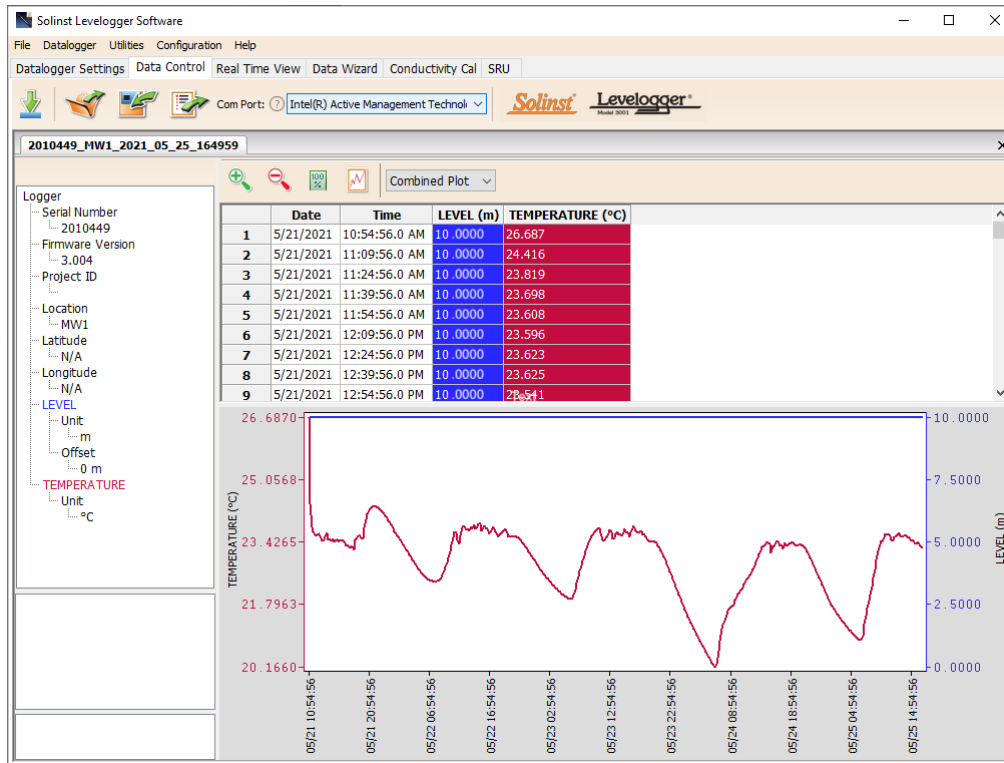 Solinst Levelogger Software
File Datalogger Utilities Configuration Help
Datalogger Settings Data Control Real Time View Data Wizard Conductivity Cal SRU
Com Port: ? Intel(R) Active Management Technol
Solinst Levelogger
Model 3001
2010449_MW1_2021_05_25_164959
100 %
Combined Plot
Logger
Serial Number
2010449
Firmware Version
3.004
Project ID
Location
MW1
Latitude
N/A
Longitude
N/A
LEVEL
Unit
m
Offset
0 m
TEMPERATURE
Unit
ºC
Date Time LEVEL (m) TEMPERATURE (ºC)
1 5/21/2021 10:54:56.0 AM 10.0000 26.687
2 5/21/2021 11:09:56.0 AM 10.0000 24.416
3 5/21/2021 11:24:56.0 AM 10.0000 23.819
4 5/21/2021 11:39:56.0 AM 10.0000 23.698
5 5/21/2021 11:54:56.0 AM 10.0000 23.608
6 5/21/2021 12:09:56.0 PM 10.0000 23.596
7 5/21/2021 12:24:56.0 PM 10.0000 23.623
8 5/21/2021 12:39:56.0 PM 10.0000 23.625
9 5/21/2021 12:54:56.0 PM 10.0000 23.541
26.6870
25.0568
23.4265
21.7963
20.1660
TEMPERATURE (ºC)
10.0000
7.5000
5.0000
2.5000
0.0000
LEVEL (m)
05/21 10:54:56
05/21 20:54:56
05/22 06:54:56
05/22 16:54:56
05/23 02:54:56
05/23 12:54:56
05/23 22:54:56
05/24 08:54:56
05/24 18:54:56
05/25 04:54:56
05/25 14:54:56